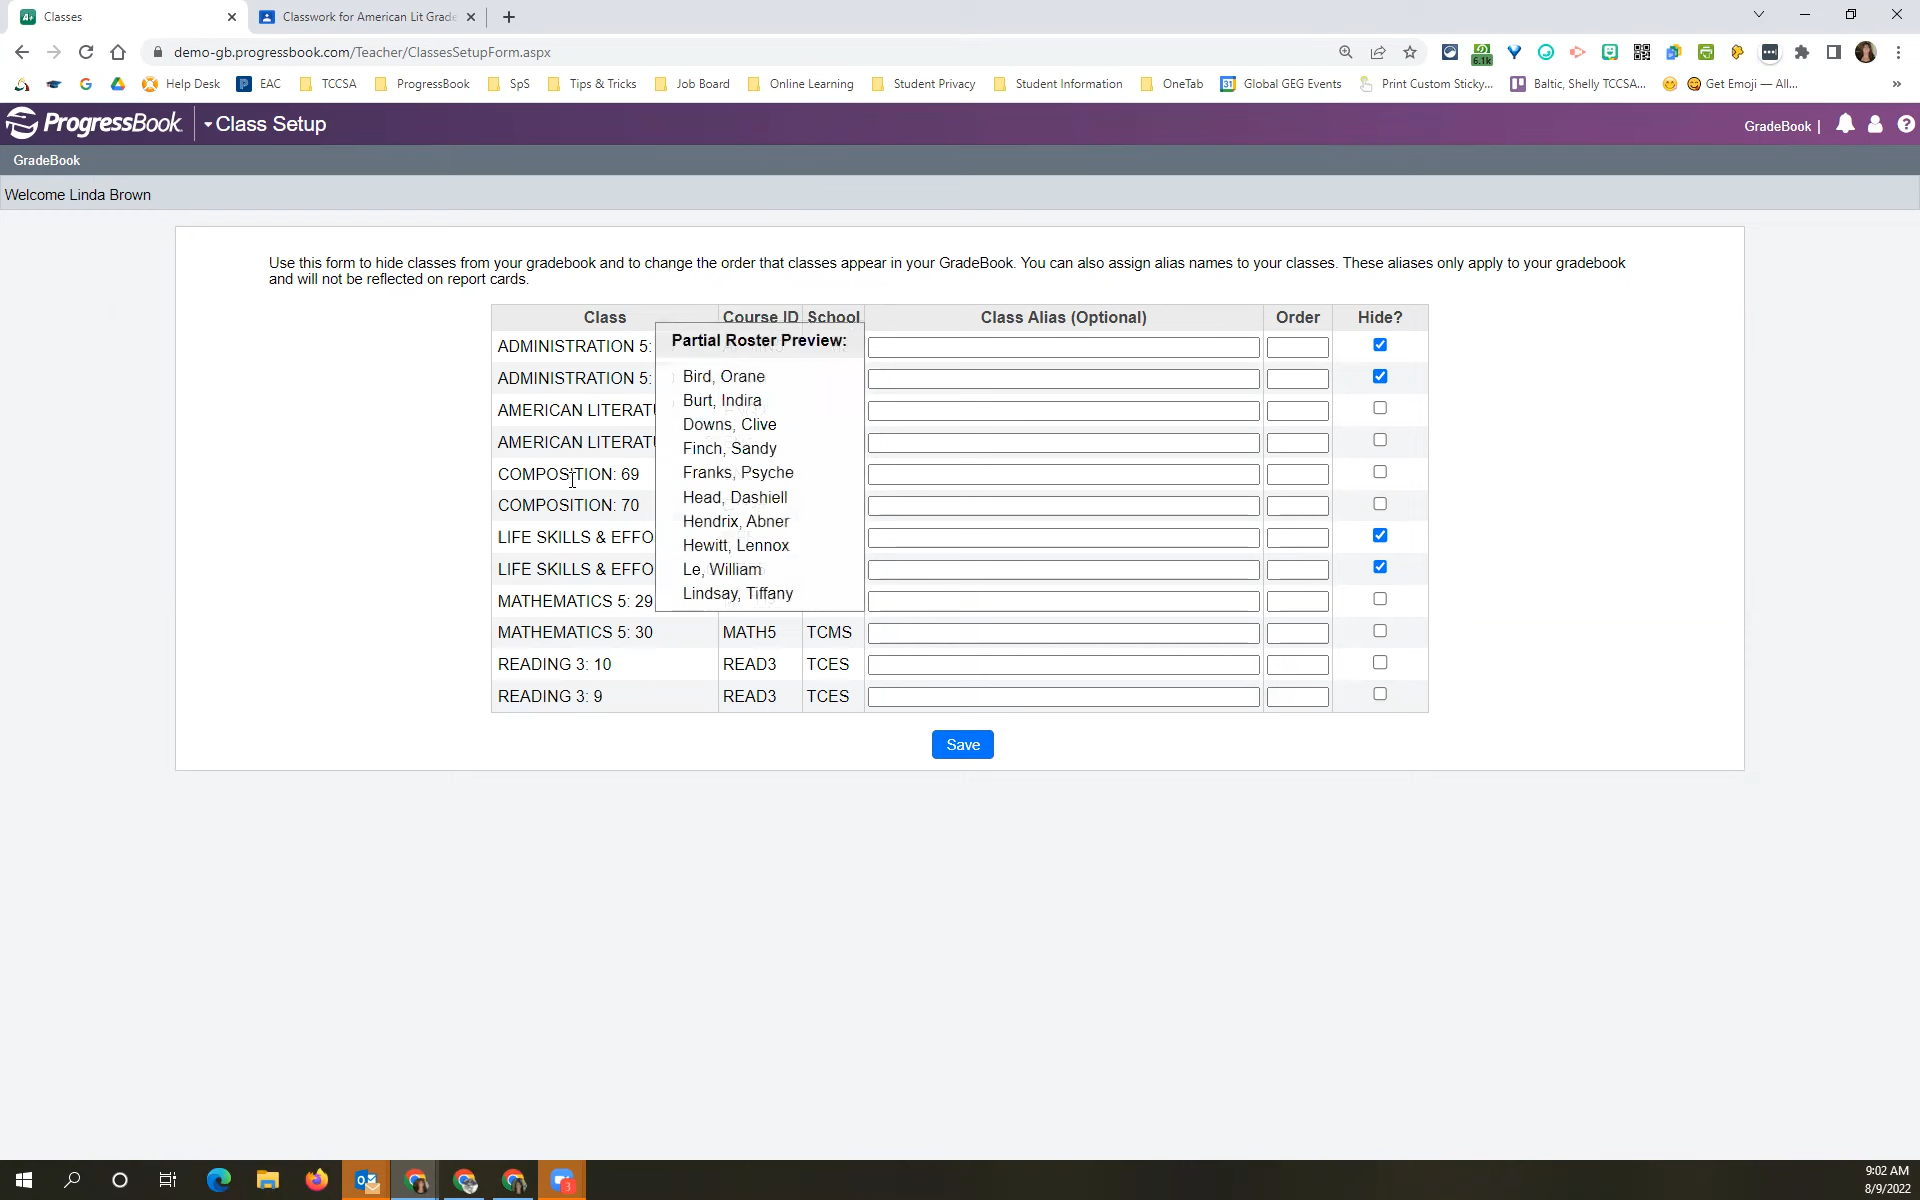 Classes
Classwork for American Lit Grade
demo-gb.progressbook.com/Teacher/ClassesSetupForm.aspx
6.1k
Help Desk
EAC
TCCSA
ProgressBook
SpS
Tips & Tricks
Job Board
Online Learning
Student Privacy
Student Information
OneTab
31
Global GEG Events
Print Custom Sticky...
Baltic, Shelly TCCSA...
Get Emoji — All...
ProgressBook
Class Setup
GradeBook |
GradeBook
Welcome Linda Brown
Use this form to hide classes from your gradebook and to change the order that classes appear in your GradeBook. You can also assign alias names to your classes. These aliases only apply to your gradebook
and will not be reflected on report cards.
Class Course ID School Class Alias (Optional) Order Hide?
ADMINISTRATION 5:
ADMINISTRATION 5:
AMERICAN LITERATU
AMERICAN LITERATU
COMPOSITION: 69
COMPOSITION: 70
LIFE SKILLS & EFFO
LIFE SKILLS & EFFO
MATHEMATICS 5: 29
MATHEMATICS 5: 30 MATH5 TCMS
READING 3: 10 READ3 TCES
READING 3: 9 READ3 TCES
Partial Roster Preview:
Bird, Orane
Burt, Indira
Downs, Clive
Finch, Sandy
Franks, Psyche
Head, Dashiell
Hendrix, Abner
Hewitt, Lennox
Le, William
Lindsay, Tiffany
Save
9:02 AM
8/9/2022